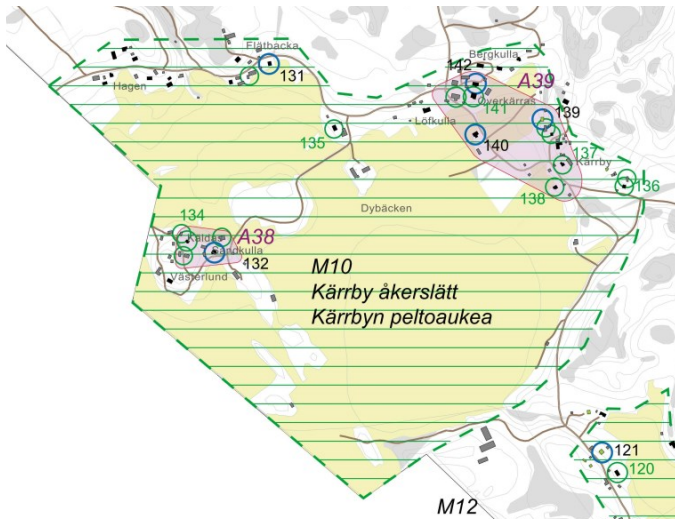 Flätbacka
131
Hagen
Bergkulla
142
A39
141
Överkärras
139
Löfkulla
135
140
137
Kärrby
138
136
Dybäcken
134
A38
132
Västerlund
M10
Kärrby åkerslätt
Kärrbyn peltoaukea
121
120
M12